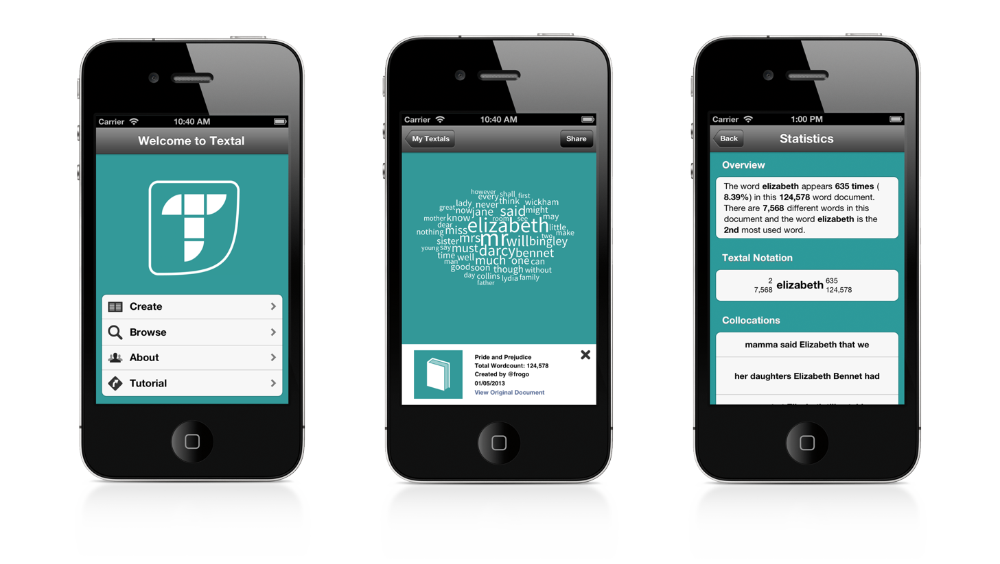 Carrier 10:40 AM
Welcome to Textal
Create
Browse
About
Tutorial
Carrier 10:40 AM
My Textals Share
however
every shall first
lady never think wickham
great now jane said might
mother know room see may
dear miss elizabeth little
nothing mrs mr will bingley two make
sister must darcy bennet
young say
time well much one can
man good soon though without
day collins lydia family
father
Pride and Prejudice
Total Wordcount: 124,578
Created by @frogo
01/05/2013
View Original Document
Carrier 1:00 PM
Back Statistics
Overview
The word elizabeth appears 635 times (
8.39%) in this 124,578 word document.
There are 7,568 different words in this
document and the word elizabeth is the
2nd most used word.
Textal Notation
2 635
7,568 elizabeth 124,578
Collocations
mamma said Elizabeth that we
her daughters Elizabeth Bennet had